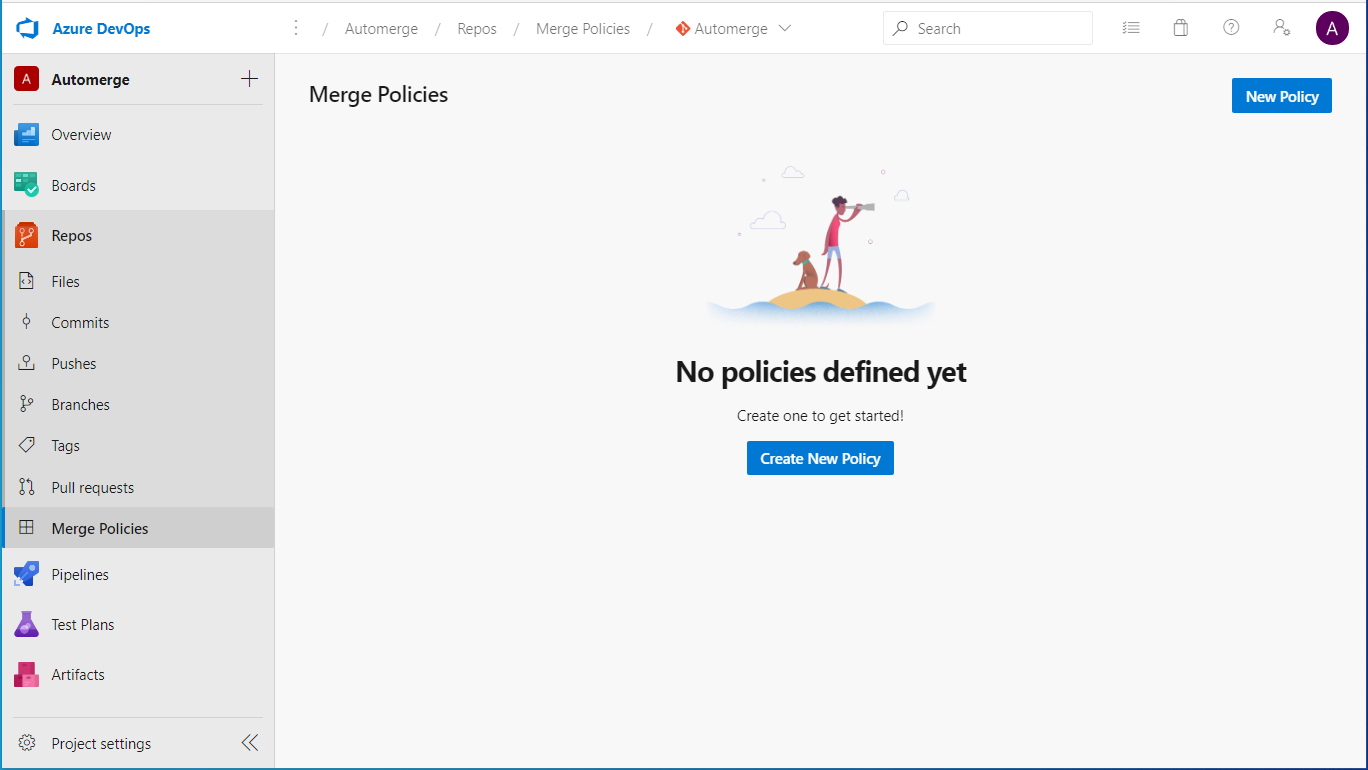 Azure DevOps
/ Automerge / Repos / Merge Policies / Automerge
Search
A
A Automerge
Overview
Boards
Repos
Files
Commits
Pushes
Branches
Tags
Pull requests
Merge Policies
Pipelines
Test Plans
Artifacts
Project settings
Merge Policies
New Policy
No policies defined yet
Create one to get started!
Create New Policy